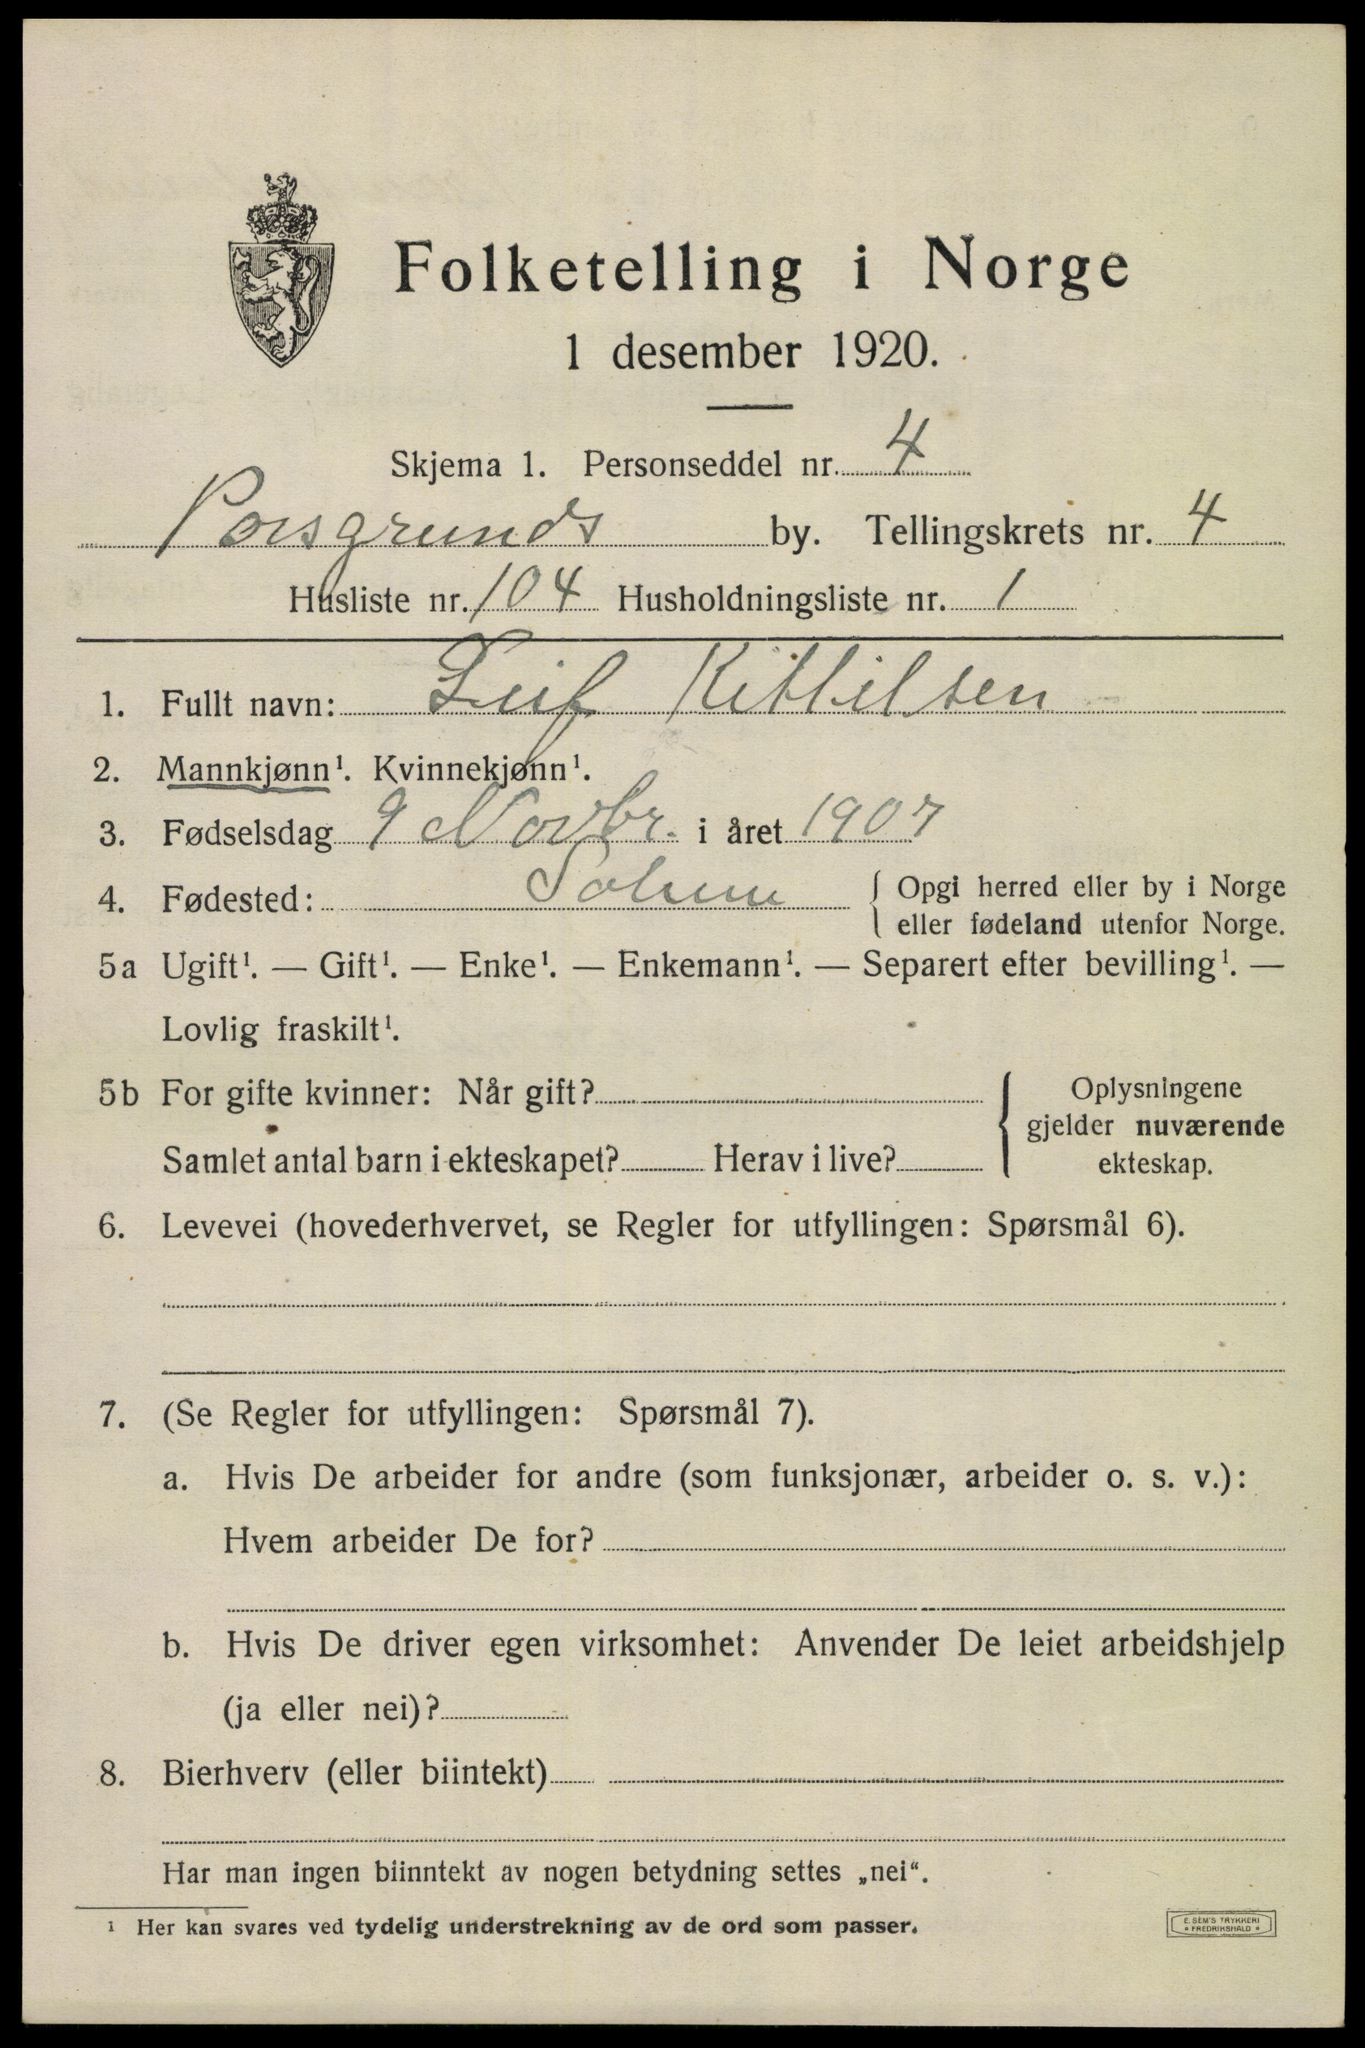 Folketelling i Norge
1 desember 1920.
Skjema 1. Personseddel nr. 4
Porsgrunds by. Tellingskrets nr. 4
Husliste nr. 104 Husholdningsliste nr. 1
1. Fullt navn: Leif Kittilsen
2. Mannkjønn¹. Kvinnekjønn¹.
3. Fødselsdag 9 Novbr. i året 1907
4. Fødested: Solum { Opgi herred eller by i Norge
eller fødeland utenfor Norge.
5a Ugift¹. — Gift¹. — Enke¹. — Enkemann¹. — Separert efter bevilling¹. —
Lovlig fraskilt¹.
5b For gifte kvinner: Når gift? { Oplysningene
gjelder nuværende
Samlet antal barn i ekteskapet? Herav i live? ekteskap.
6. Levevei (hovederhvervet, se Regler for utfyllingen: Spørsmål 6).
7. (Se Regler for utfyllingen: Spørsmål 7).
a. Hvis De arbeider for andre (som funksjonær, arbeider o. s. v.):
Hvem arbeider De for?
b. Hvis De driver egen virksomhet: Anvender De leiet arbeidshjelp
(ja eller nei)?
8. Bierhverv (eller biintekt)
Har man ingen biinntekt av nogen betydning settes „nei“.
¹ Her kan svares ved tydelig understrekning av de ord som passer.
E. SEM'S TRYKKERI
FREDRIKSHALD